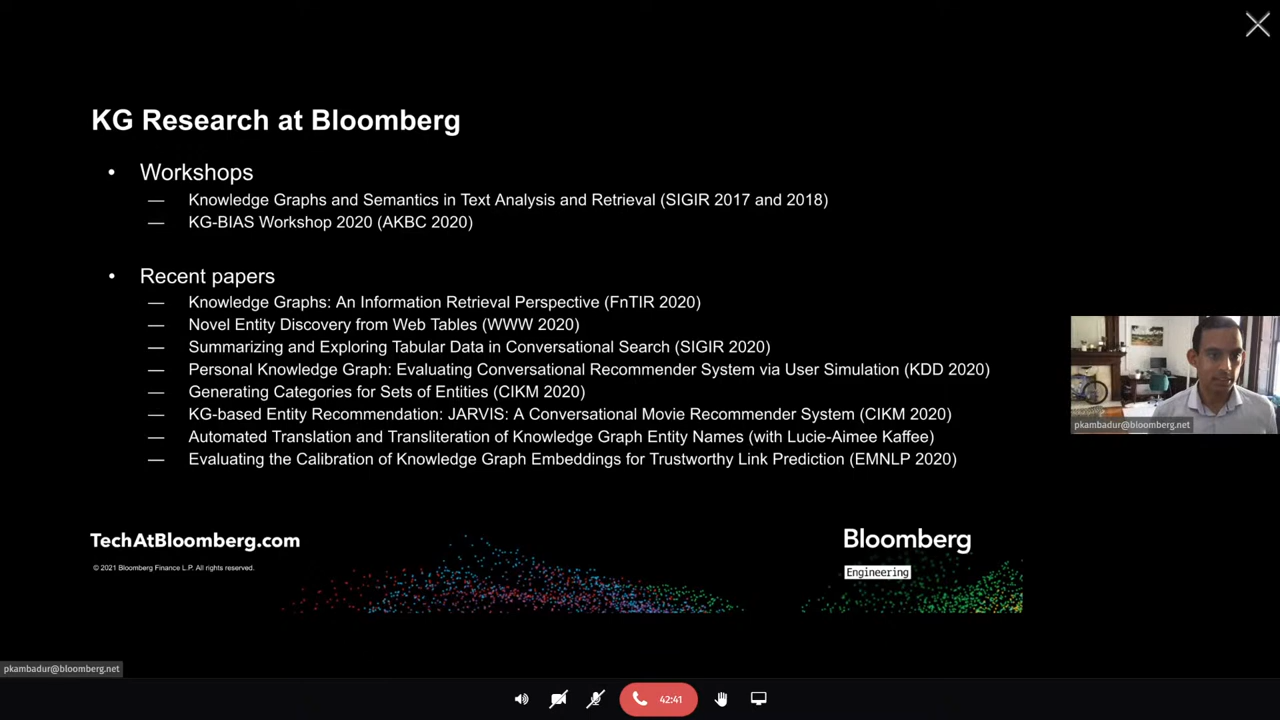 KG Research at Bloomberg
• Workshops
— Knowledge Graphs and Semantics in Text Analysis and Retrieval (SIGIR 2017 and 2018)
— KG-BIAS Workshop 2020 (AKBC 2020)
• Recent papers
— Knowledge Graphs: An Information Retrieval Perspective (FnTIR 2020)
— Novel Entity Discovery from Web Tables (WWW 2020)
— Summarizing and Exploring Tabular Data in Conversational Search (SIGIR 2020)
— Personal Knowledge Graph: Evaluating Conversational Recommender System via User Simulation (KDD 2020)
— Generating Categories for Sets of Entities (CIKM 2020)
— KG-based Entity Recommendation: JARVIS: A Conversational Movie Recommender System (CIKM 2020)
— Automated Translation and Transliteration of Knowledge Graph Entity Names (with Lucie-Aimee Kaffee)
— Evaluating the Calibration of Knowledge Graph Embeddings for Trustworthy Link Prediction (EMNLP 2020)
pkambadur@bloomberg.net
TechAtBloomberg.com
© 2021 Bloomberg Finance L.P. All rights reserved.
Bloomberg
Engineering
pkambadur@bloomberg.net
42:41